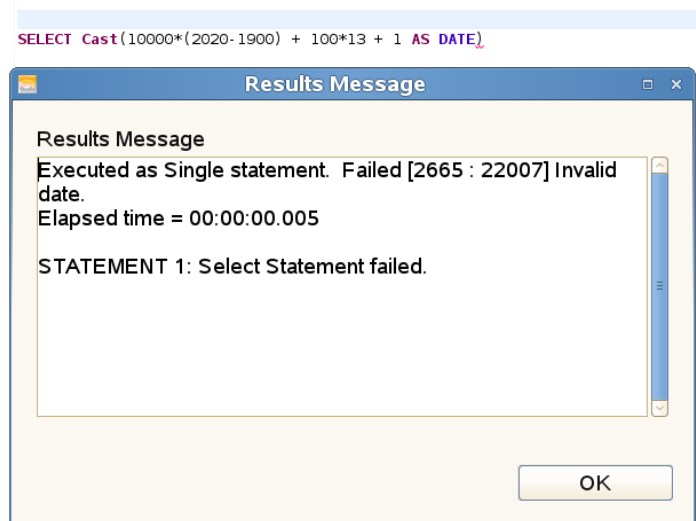 SELECT Cast(10000*(2020-1900) + 100*13 + 1 AS DATE)
Results Message
Results Message
Executed as Single statement.  Failed [2665 : 22007] Invalid
date.
Elapsed time = 00:00:00.005
STATEMENT 1: Select Statement failed.
OK